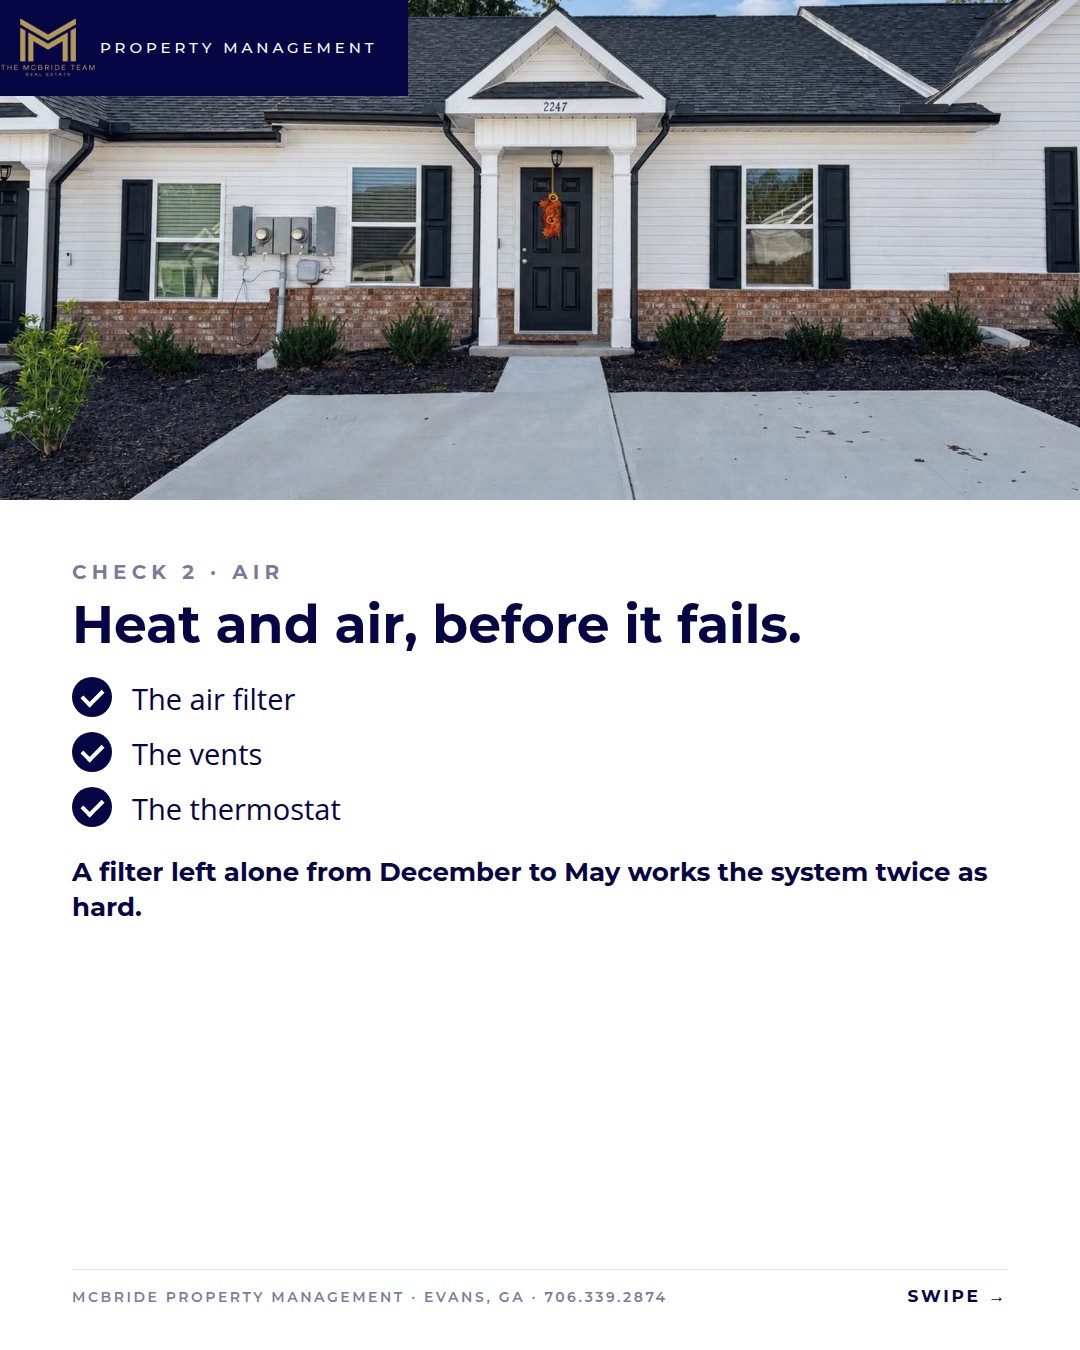 THE MCBRIDE TEAM
REAL ESTATE
PROPERTY MANAGEMENT
2247
CHECK 2 · AIR
Heat and air, before it fails.
The air filter
The vents
The thermostat
A filter left alone from December to May works the system twice as
hard.
MCBRIDE PROPERTY MANAGEMENT · EVANS, GA · 706.339.2874
SWIPE →